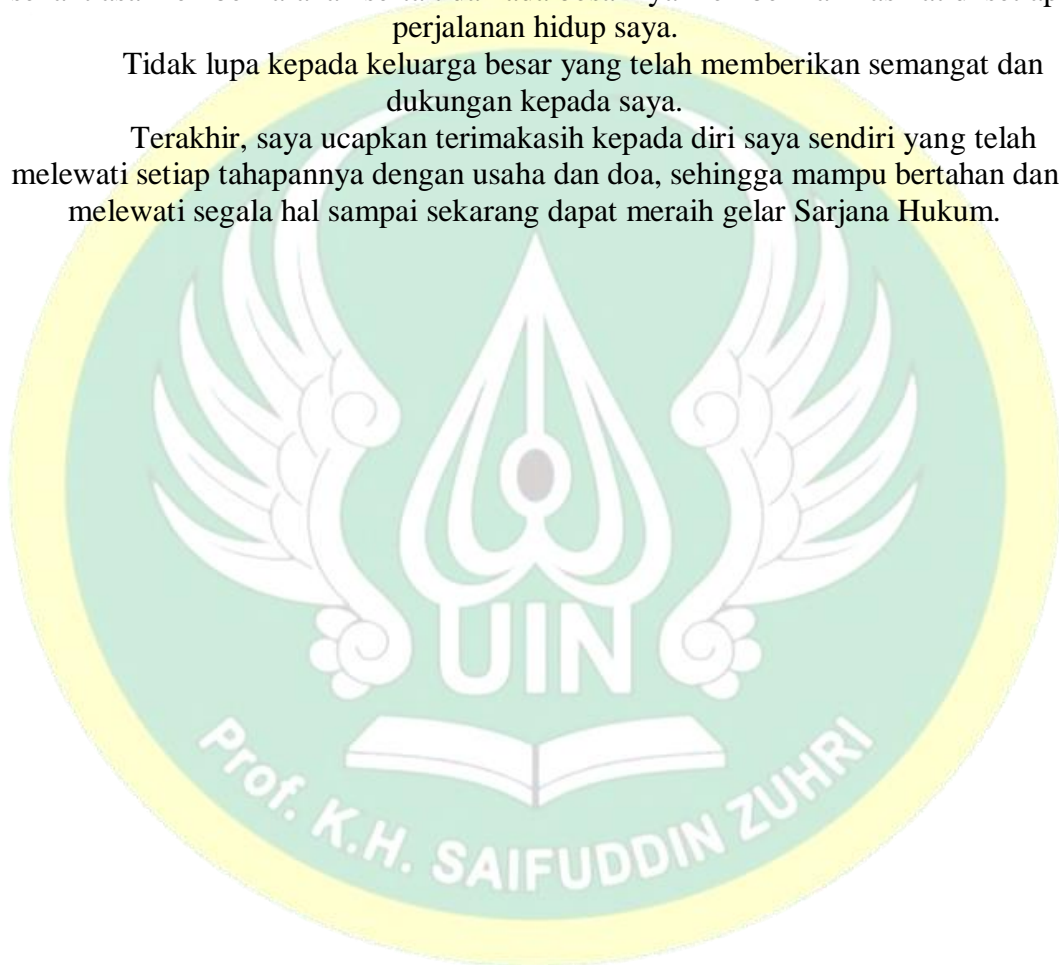 perjalanan hidup saya.
Tidak lupa kepada keluarga besar yang telah memberikan semangat dan
dukungan kepada saya.
Terakhir, saya ucapkan terimakasih kepada diri saya sendiri yang telah
melewati setiap tahapannya dengan usaha dan doa, sehingga mampu bertahan dan
melewati segala hal sampai sekarang dapat meraih gelar Sarjana Hukum.
UIN
Prof. K.H. SAIFUDDIN ZUHRI